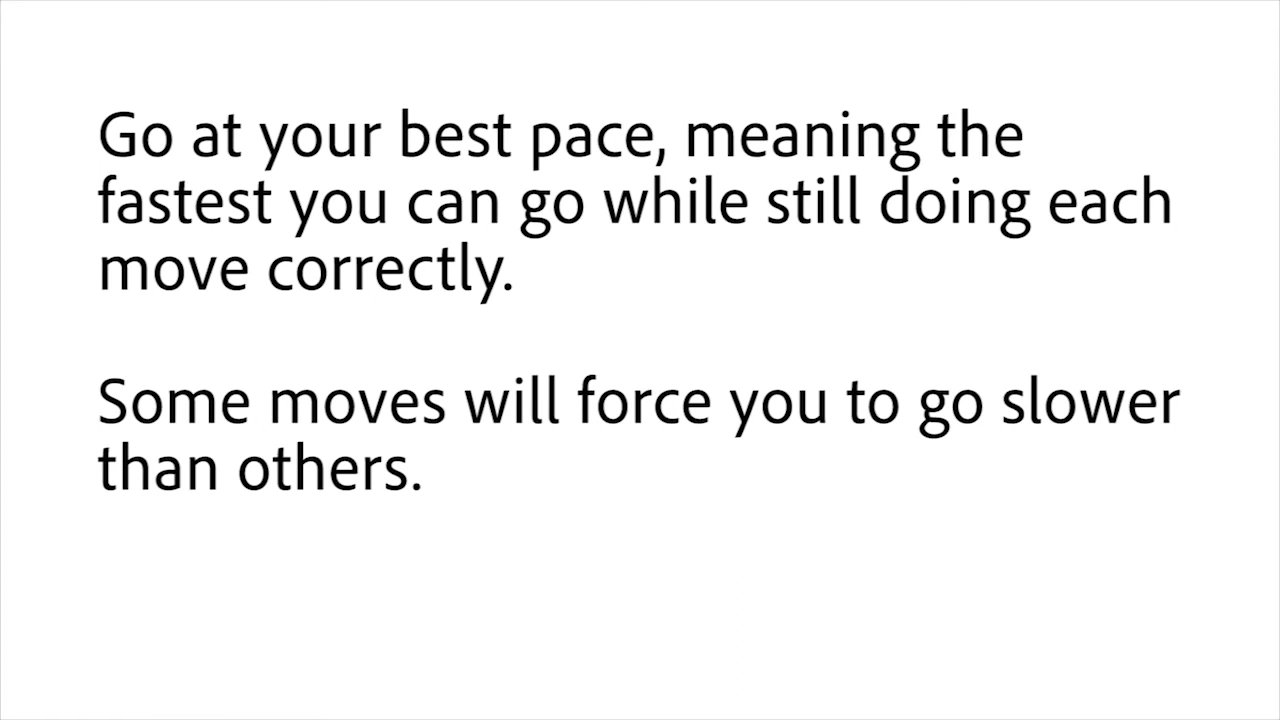 Go at your best pace, meaning the
fastest you can go while still doing each
move correctly.
Some moves will force you to go slower
than others.